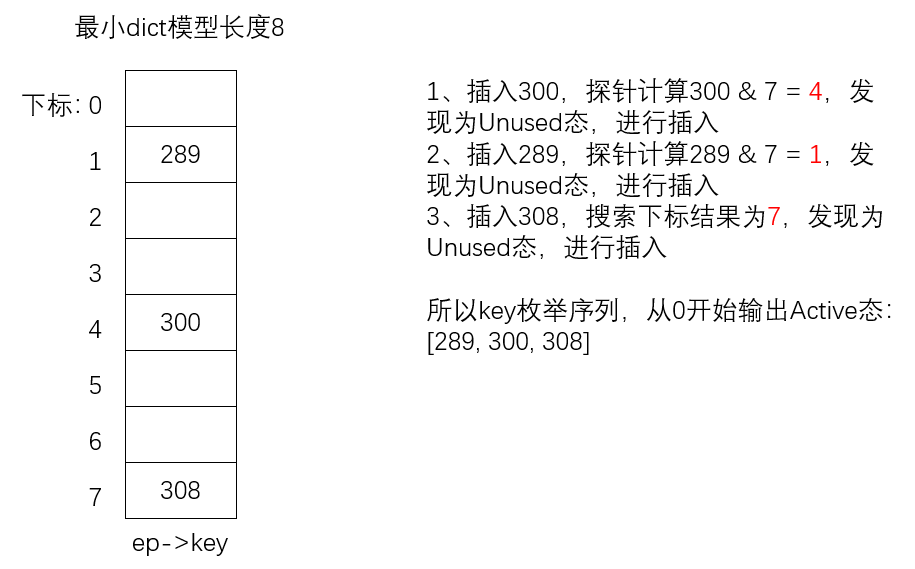 最小dict模型长度8
下标: 0
1
289
2
3
4
300
5
6
7
308
ep->key
1、插入300，探针计算300 & 7 = 4，发
现为Unused态，进行插入
2、插入289，探针计算289 & 7 = 1，发
现为Unused态，进行插入
3、插入308，搜索下标结果为7，发现为
Unused态，进行插入
所以key枚举序列，从0开始输出Active态：
[289, 300, 308]